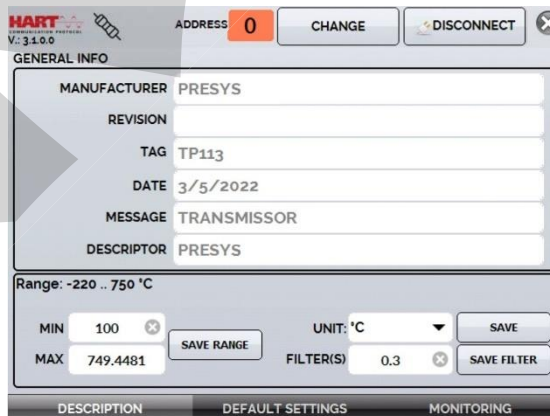 HART
COMMUNICATION PROTOCOL
V.: 3.1.0.0
ADDRESS 0 CHANGE DISCONNECT
GENERAL INFO
MANUFACTURER PRESYS
REVISION
TAG TP113
DATE 3/5/2022
MESSAGE TRANSMISSOR
DESCRIPTOR PRESYS
Range: -220 .. 750 °C
MIN 100 SAVE RANGE UNIT: °C SAVE
MAX 749.4481 FILTER(S) 0.3 SAVE FILTER
DESCRIPTION DEFAULT SETTINGS MONITORING